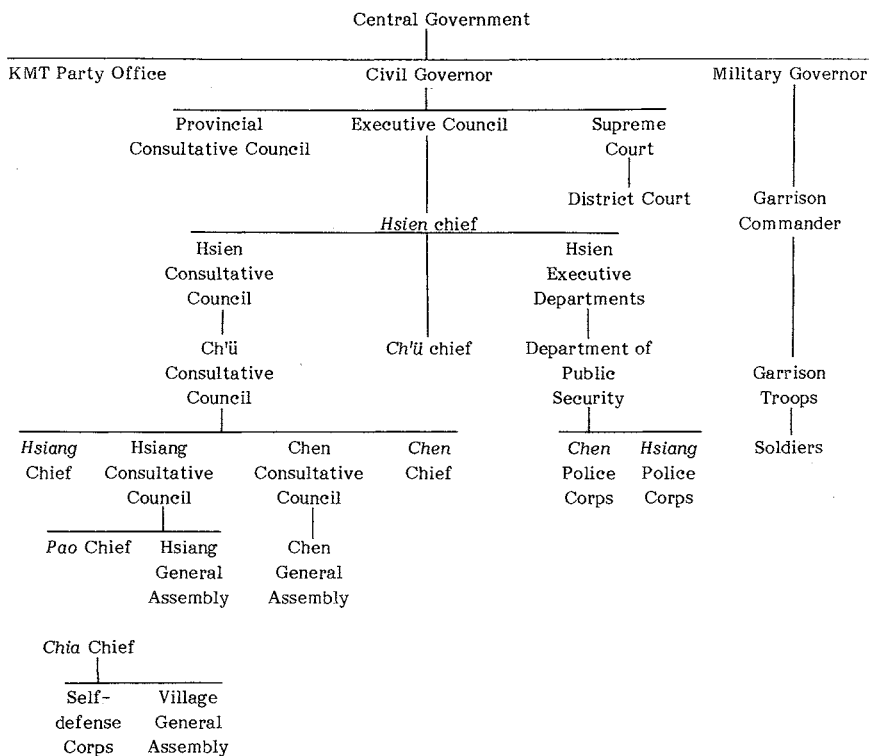 Central Government
KMT Party Office Civil Governor Military Governor
Provincial Executive Council Supreme
Consultative Council Court
District Court Garrison
Hsien chief Commander
Hsien Hsien
Consultative Executive
Council Departments
Ch'ü Ch'ü chief Department of
Consultative Public Garrison
Council Security Troops
Hsiang Hsiang Chen Chen Chen Hsiang Soldiers
Chief Consultative Consultative Chief Police Police
Council Council Corps Corps
Pao Chief Hsiang Chen
General General
Assembly Assembly
Chia Chief
Self- Village
defense General
Corps Assembly